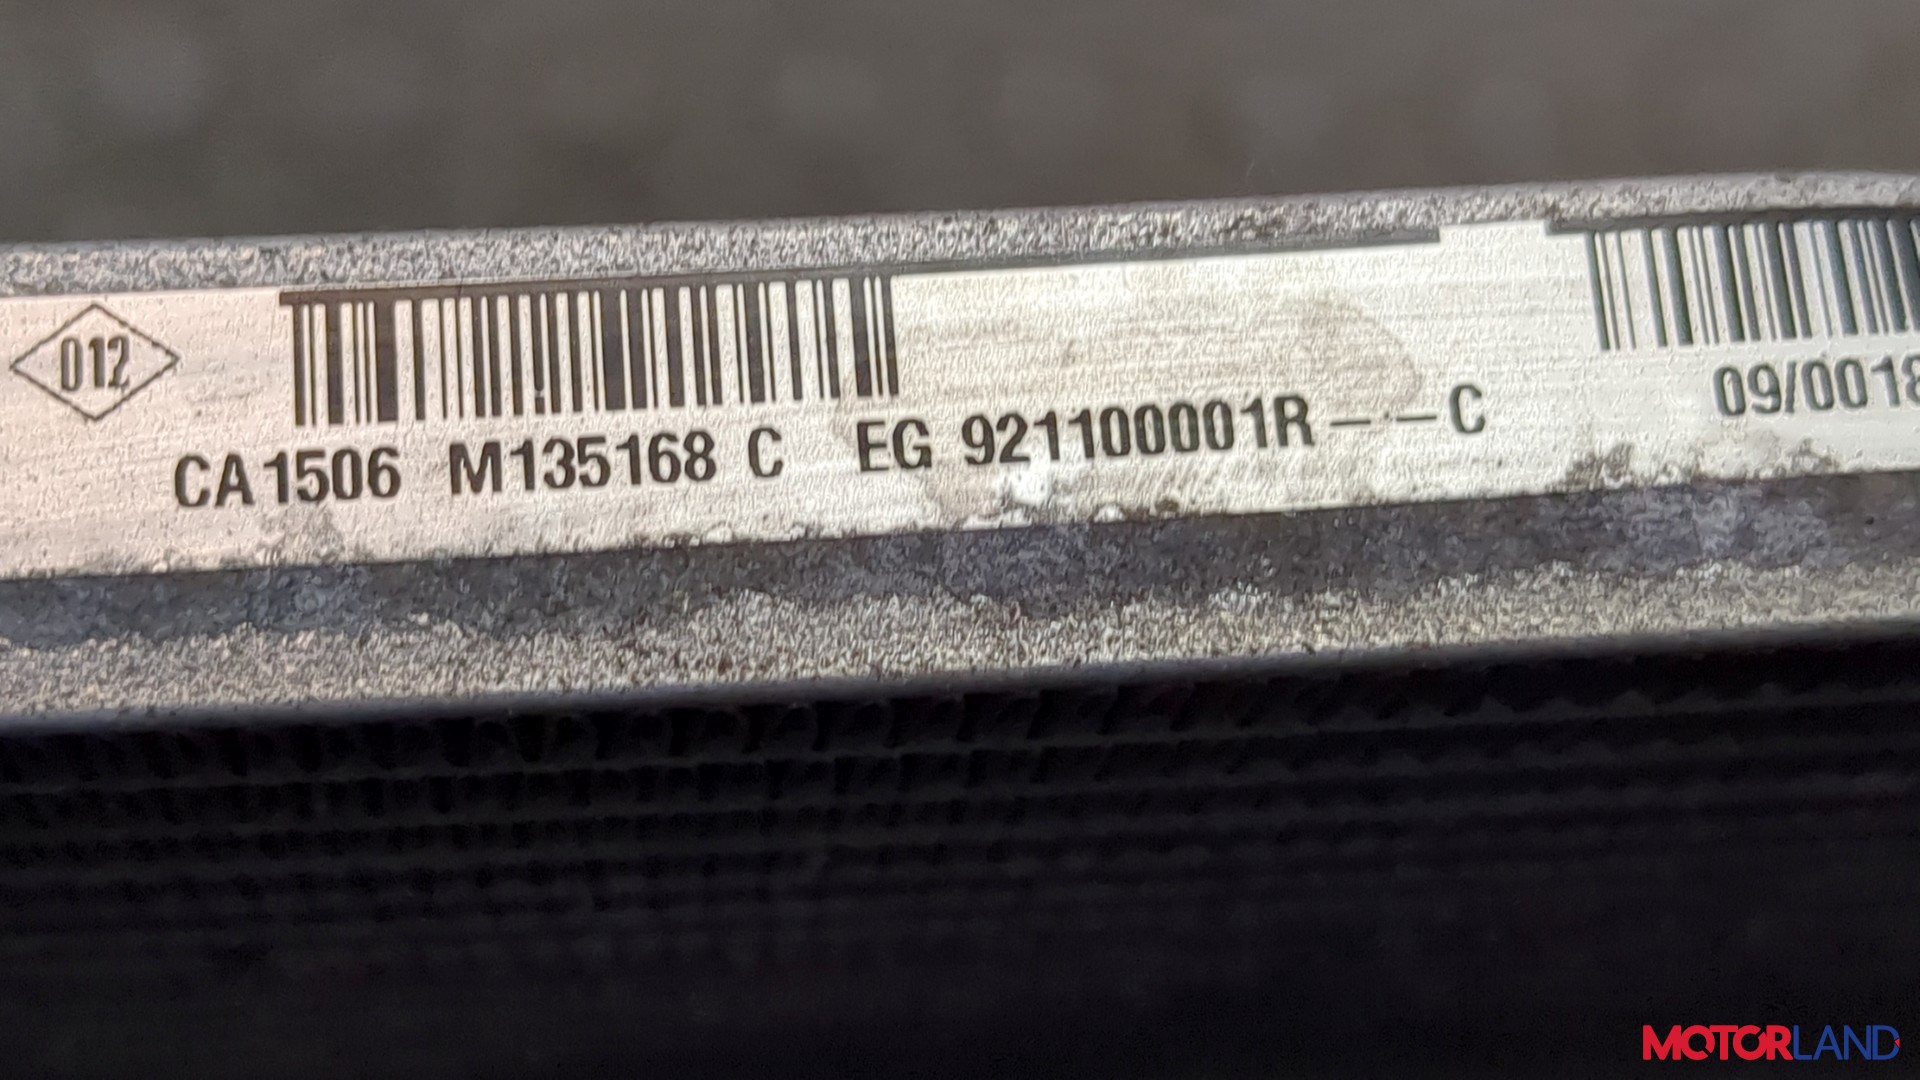 012
CA1506 M135168 C EG 921100001R---C
09/0018
MOTORLAND